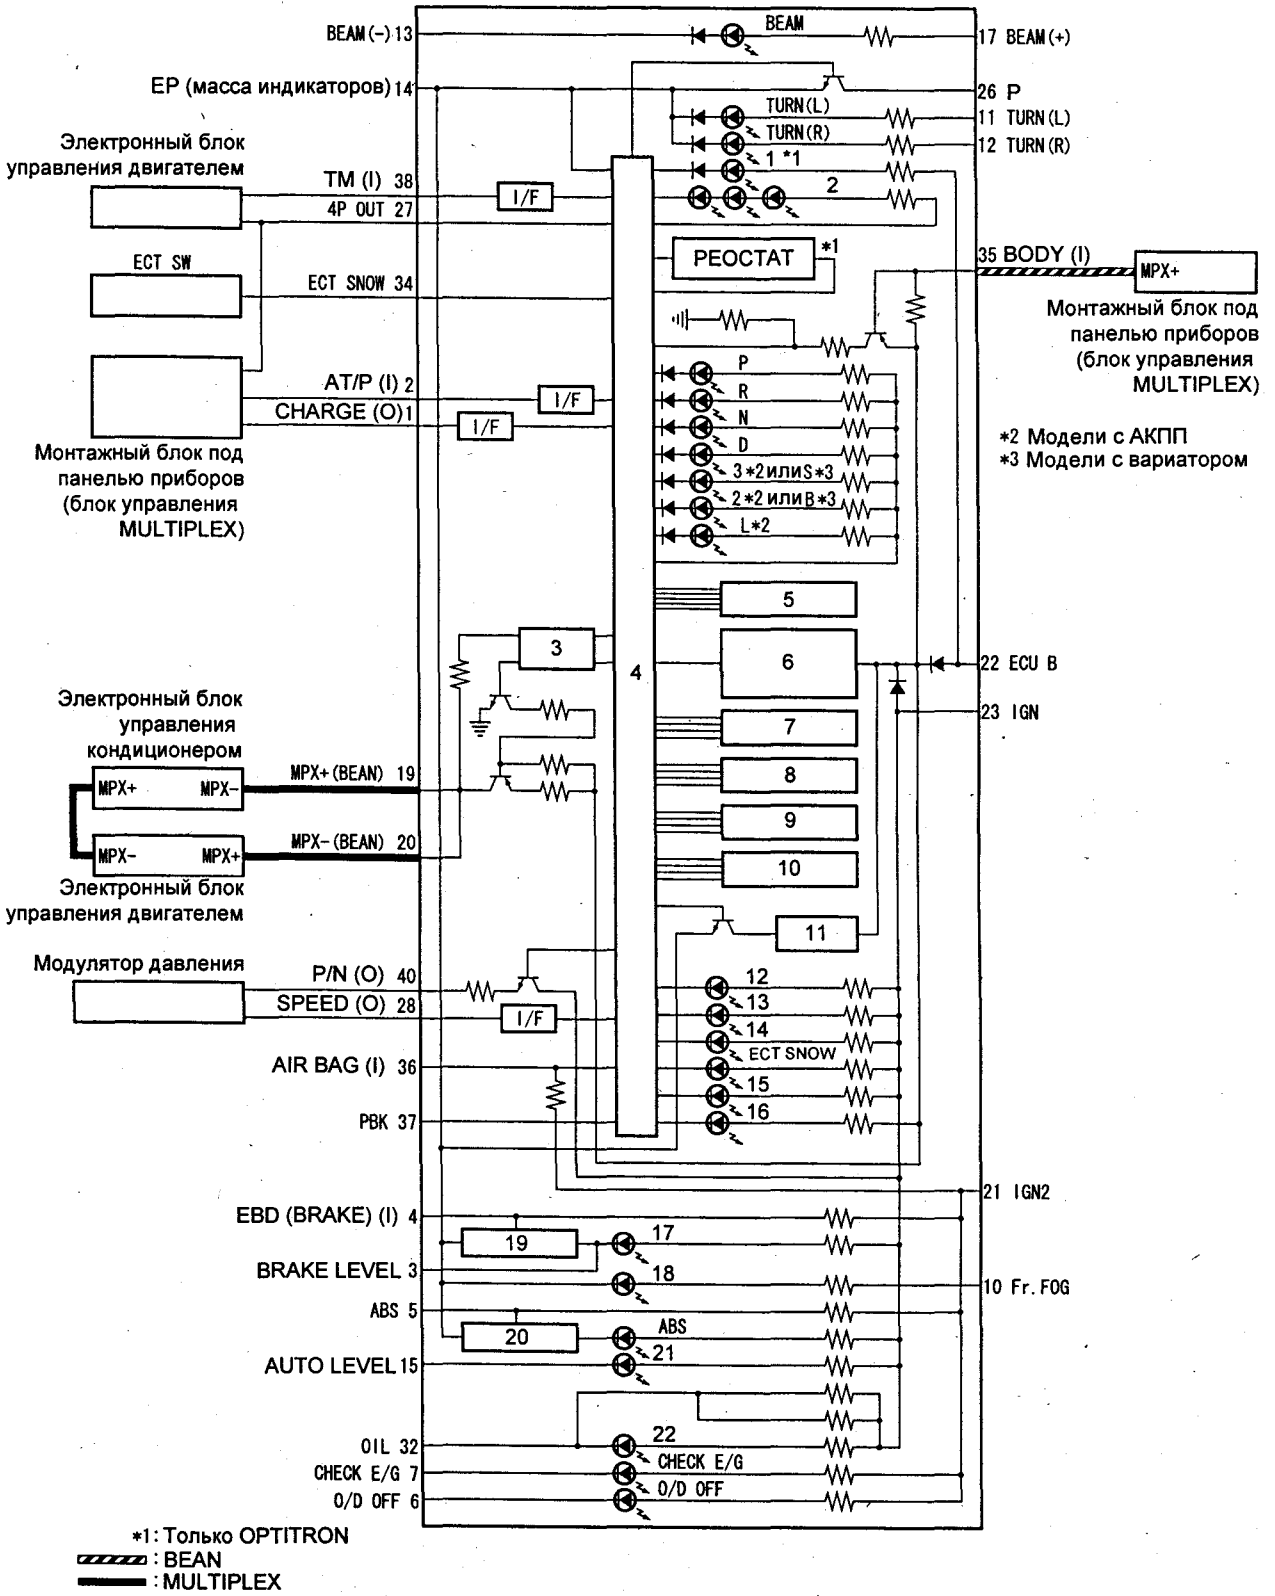 BEAM(-) 13
BEAM
17 BEAM(+)
EP (масса индикаторов) 14
26 P
TURN(L)
11 TURN(L)
TURN(R)
12 TURN(R)
Электронный блок
управления двигателем
1 *1
TM (I) 38
I/F
2
4P OUT 27
ECT SW
ECT SNOW 34
РЕОСТАТ
*1
35 BODY (I)
MPX+
Монтажный блок под
панелью приборов
(блок управления
MULTIPLEX)
P
R
N
D
3*2илиS*3
2*2илиB*3
L*2
AT/P (I) 2
I/F
CHARGE (O)1
I/F
Монтажный блок под
панелью приборов
(блок управления
MULTIPLEX)
*2 Модели с АКПП
*3 Модели с вариатором
3
4
5
6
7
8
9
10
11
22 ECU B
23 IGN
Электронный блок
управления
кондиционером
MPX+ MPX-
MPX+(BEAN) 19
MPX- MPX+
MPX-(BEAN) 20
Электронный блок
управления двигателем
Модулятор давления
P/N (O) 40
SPEED (O) 28
I/F
12
13
14
ECT SNOW
15
16
AIR BAG (I) 36
PBK 37
21 IGN2
EBD (BRAKE) (I) 4
19
17
BRAKE LEVEL 3
18
10 Fr.FOG
ABS 5
20
ABS
21
AUTO LEVEL 15
22
OIL 32
CHECK E/G
CHECK E/G 7
O/D OFF
O/D OFF 6
*1: Только OPTITRON
: BEAN
: MULTIPLEX